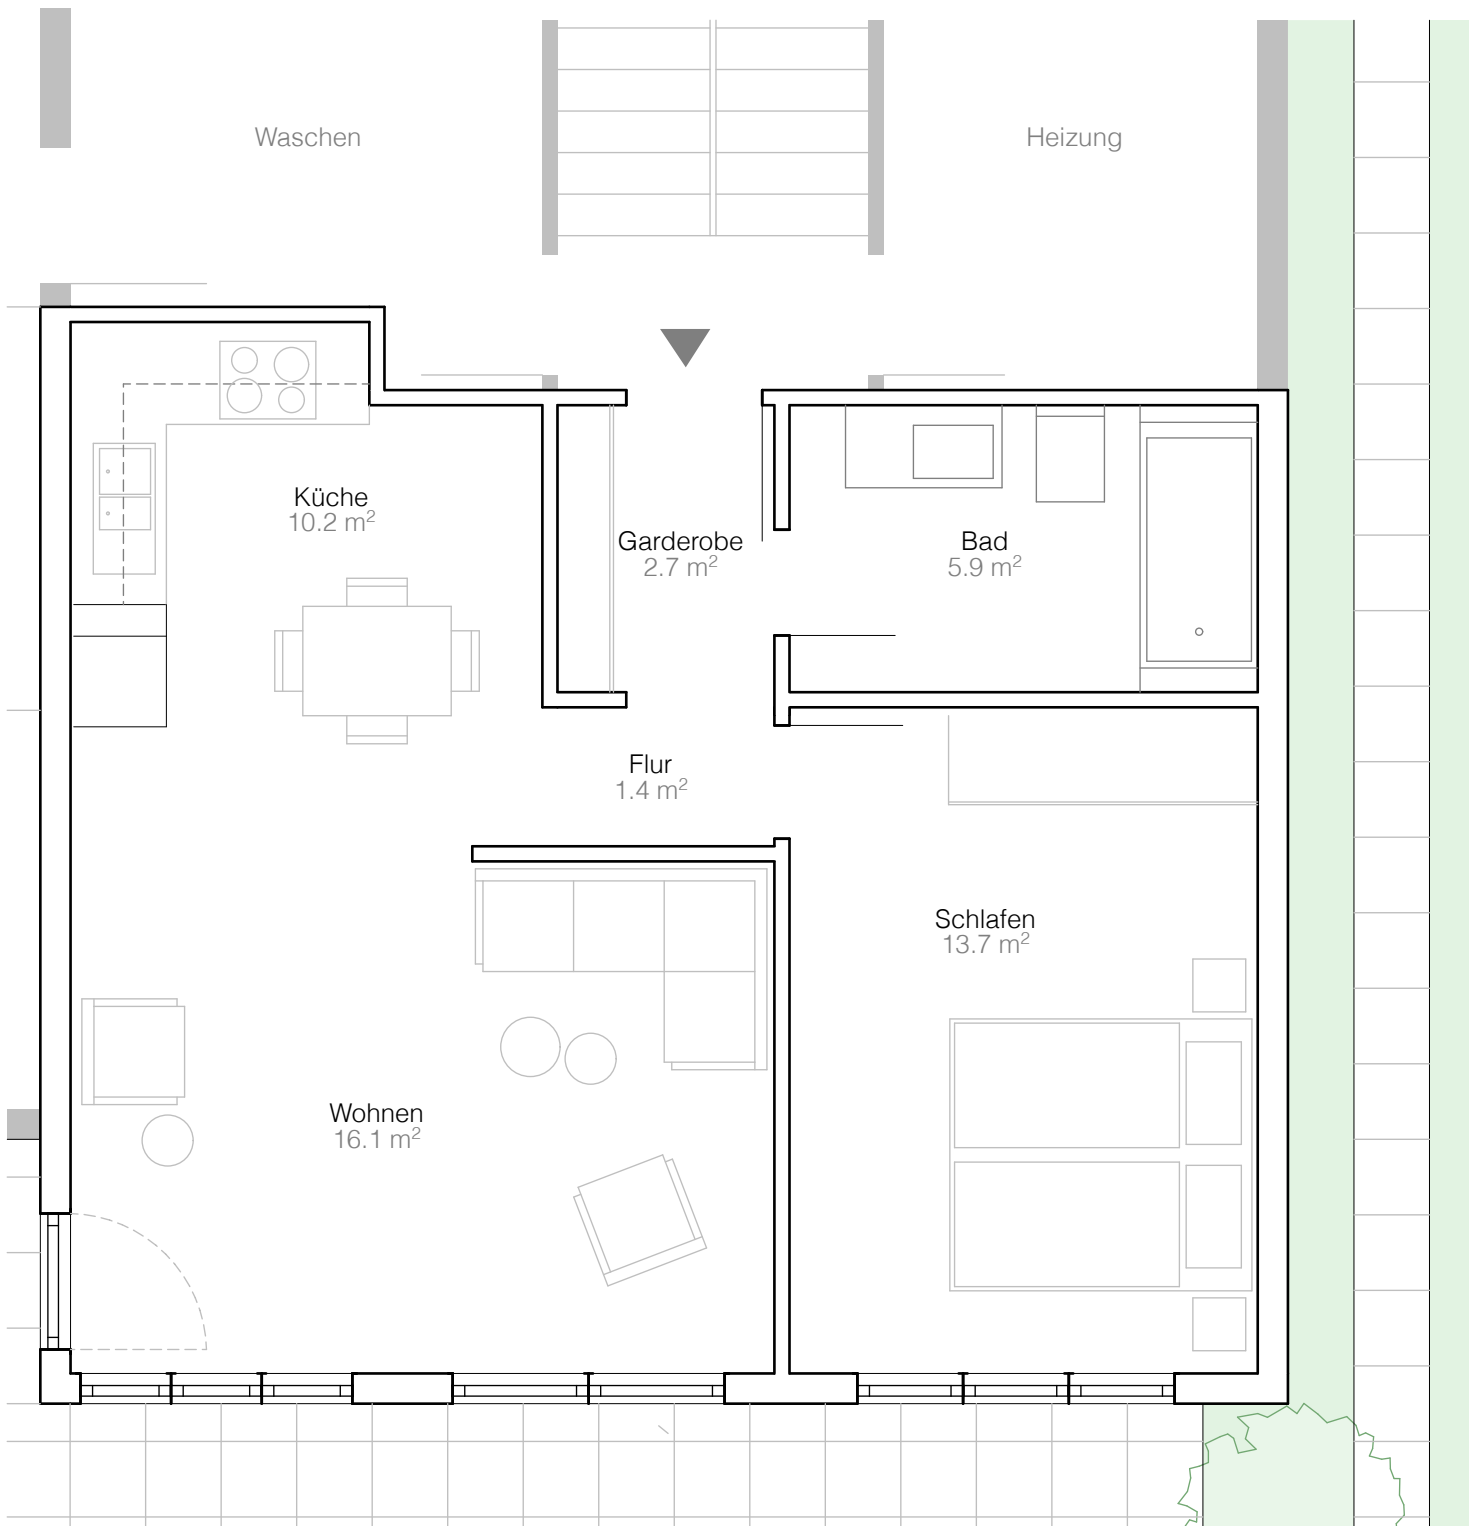 Waschen
Heizung
Küche
10.2 m²
Garderobe
2.7 m²
Bad
5.9 m²
Flur
1.4 m²
Schlafen
13.7 m²
Wohnen
16.1 m²